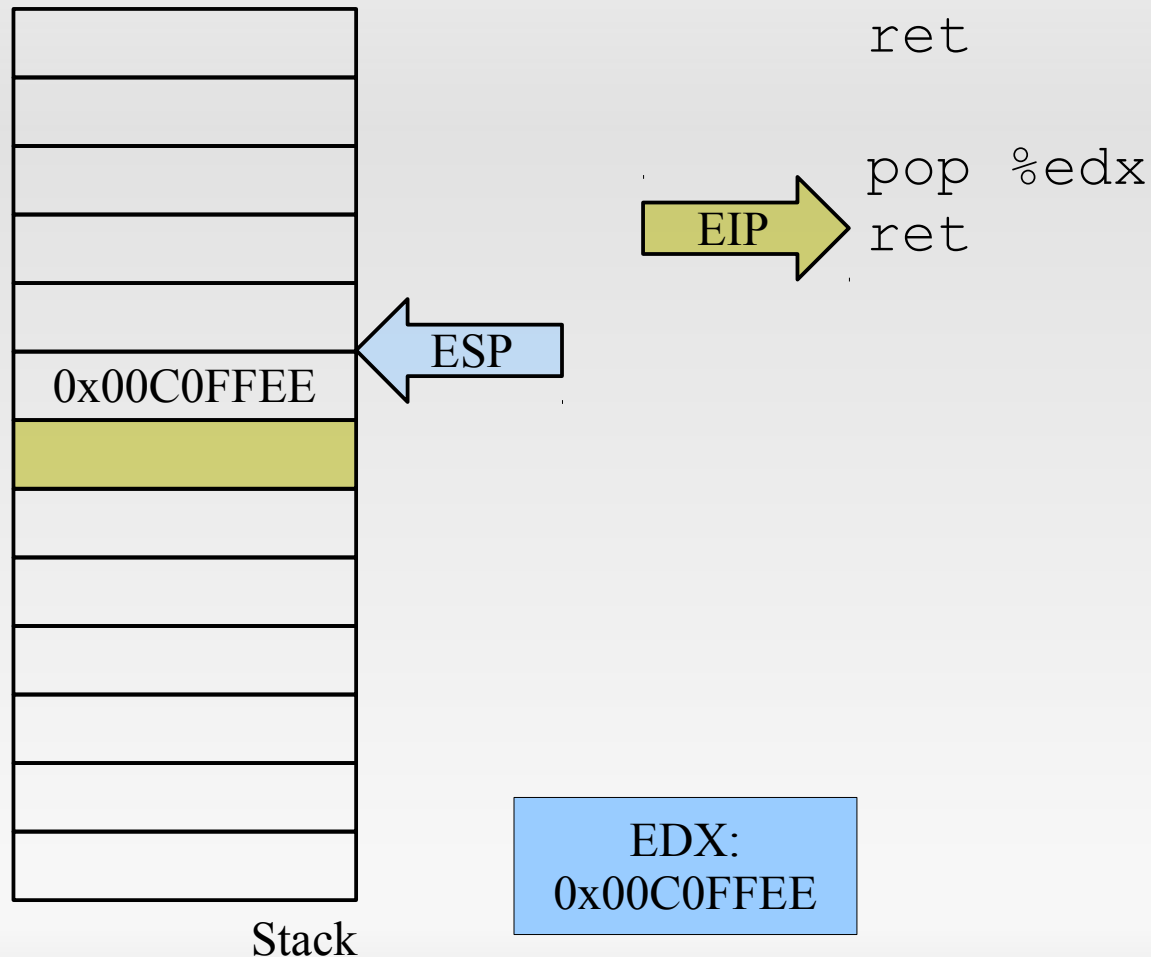 ret
pop %edx
EIP
ret
ESP
0x00C0FFEE
EDX:
0x00C0FFEE
Stack